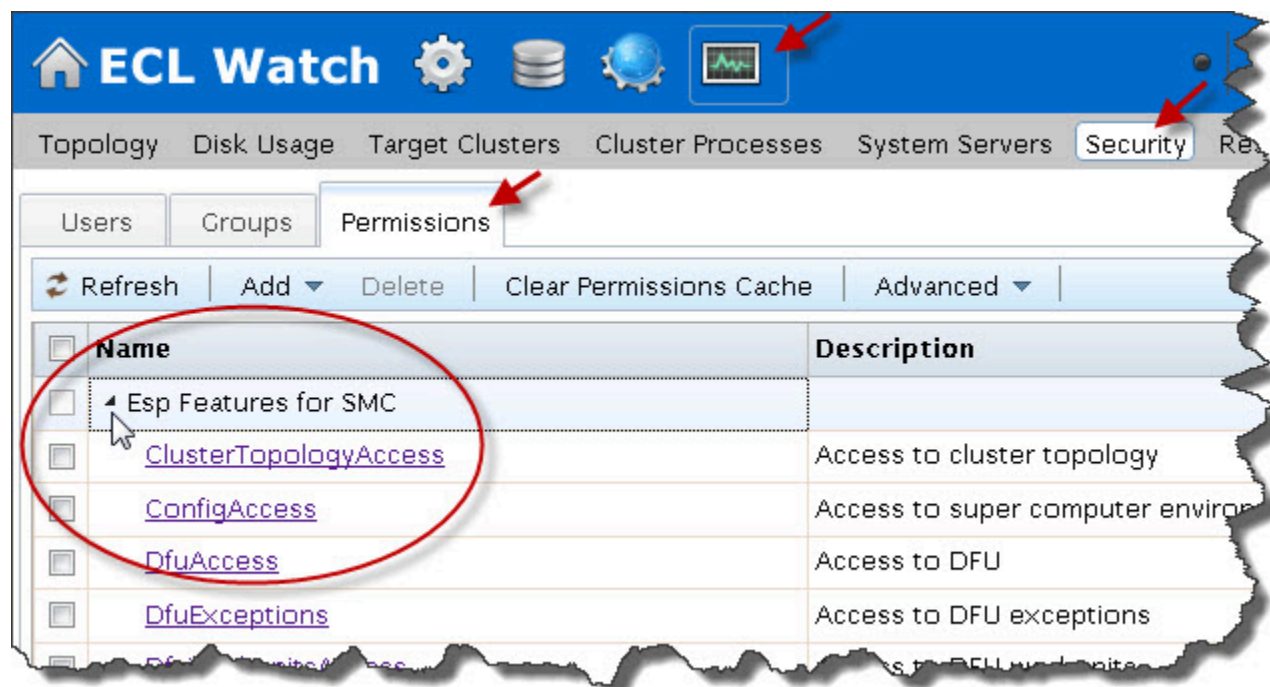 ECL Watch
Topology Disk Usage Target Clusters Cluster Processes System Servers Security
Users Groups Permissions
Refresh Add Delete Clear Permissions Cache Advanced
Name Description
Esp Features for SMC
ClusterTopologyAccess Access to cluster topology
ConfigAccess Access to super computer
DfuAccess Access to DFU
DfuExceptions Access to DFU exceptions